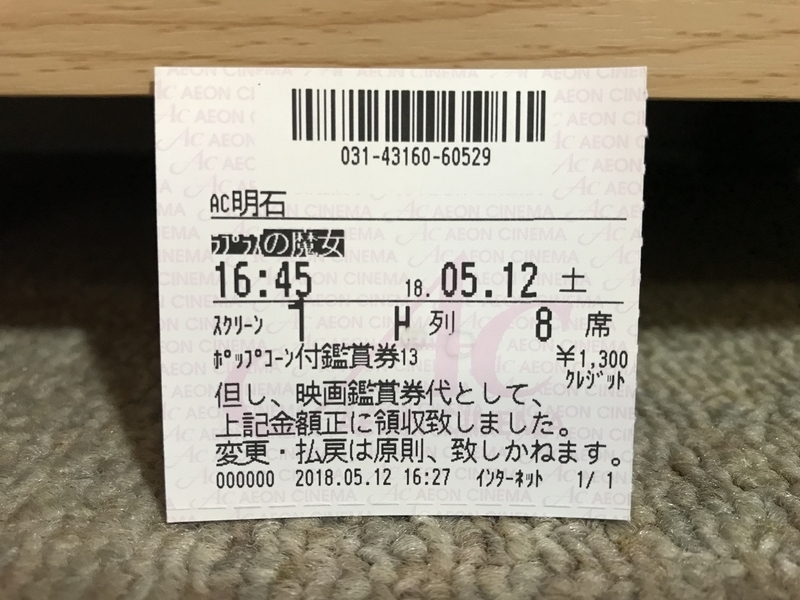 031-43160-60529
AC明石
ﾗﾌﾟﾗｽの魔女
16:45 18.05.12 土
ｽｸﾘｰﾝ 1 H 列 8 席
ﾎﾟｯﾌﾟｺｰﾝ付鑑賞券13 ¥1,300
ｸﾚｼﾞｯﾄ
但し、映画鑑賞券代として、
上記金額正に領収致しました。
変更・払戻は原則、致しかねます。
000000 2018.05.12 16:27 ｲﾝﾀｰﾈｯﾄ 1/ 1
AEON CINEMA